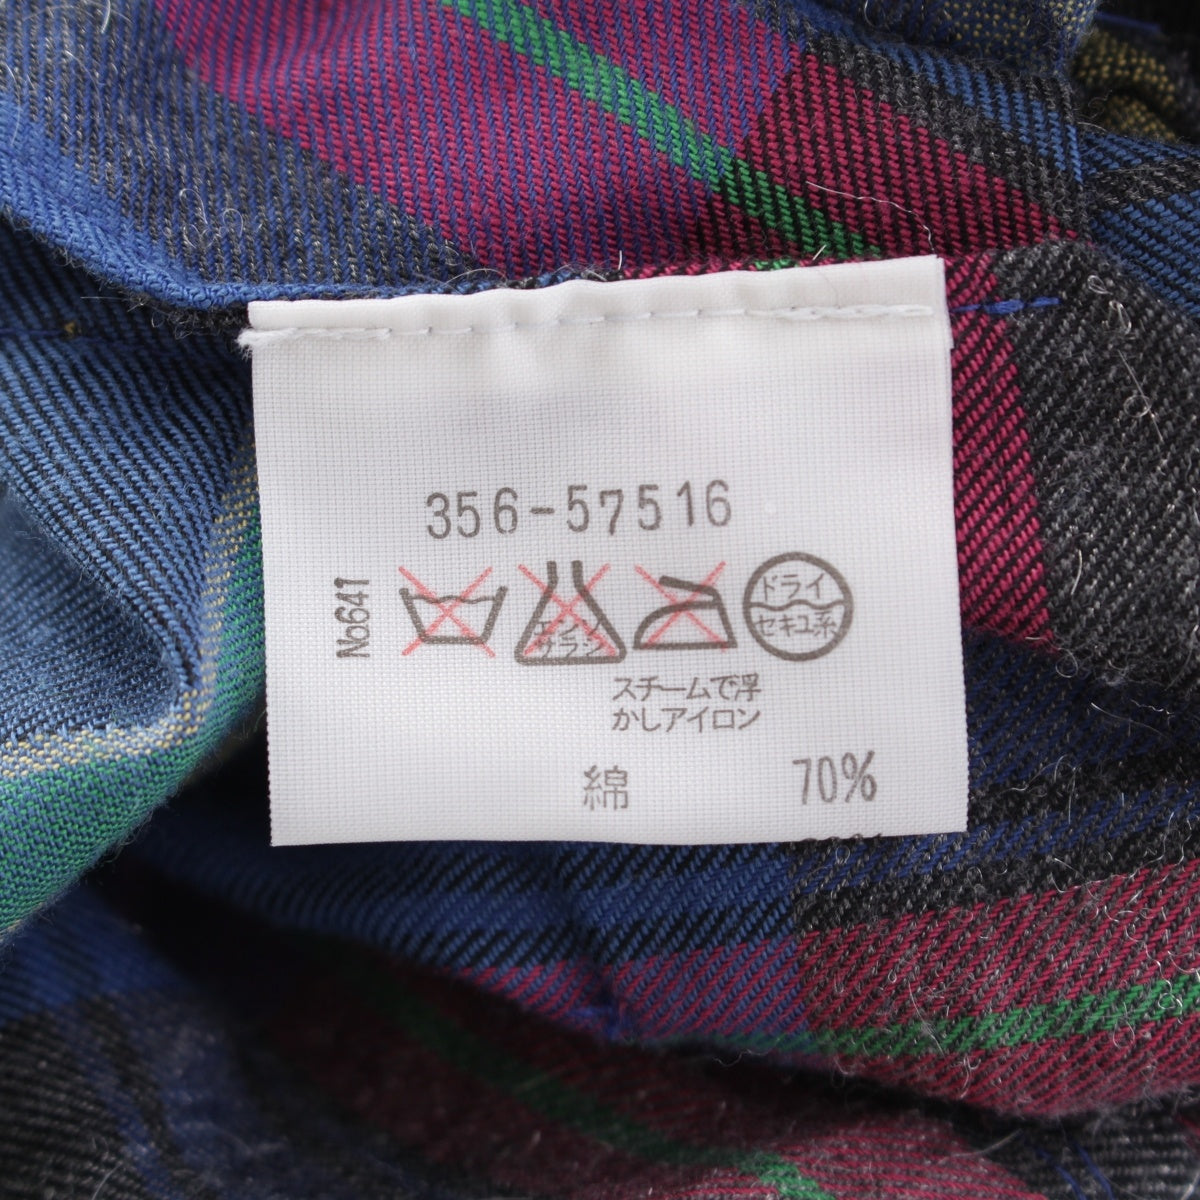 356-57516
No641
エンソ
サラシ
ドライ
セキユ系
スチームで浮
かしアイロン
綿 70%